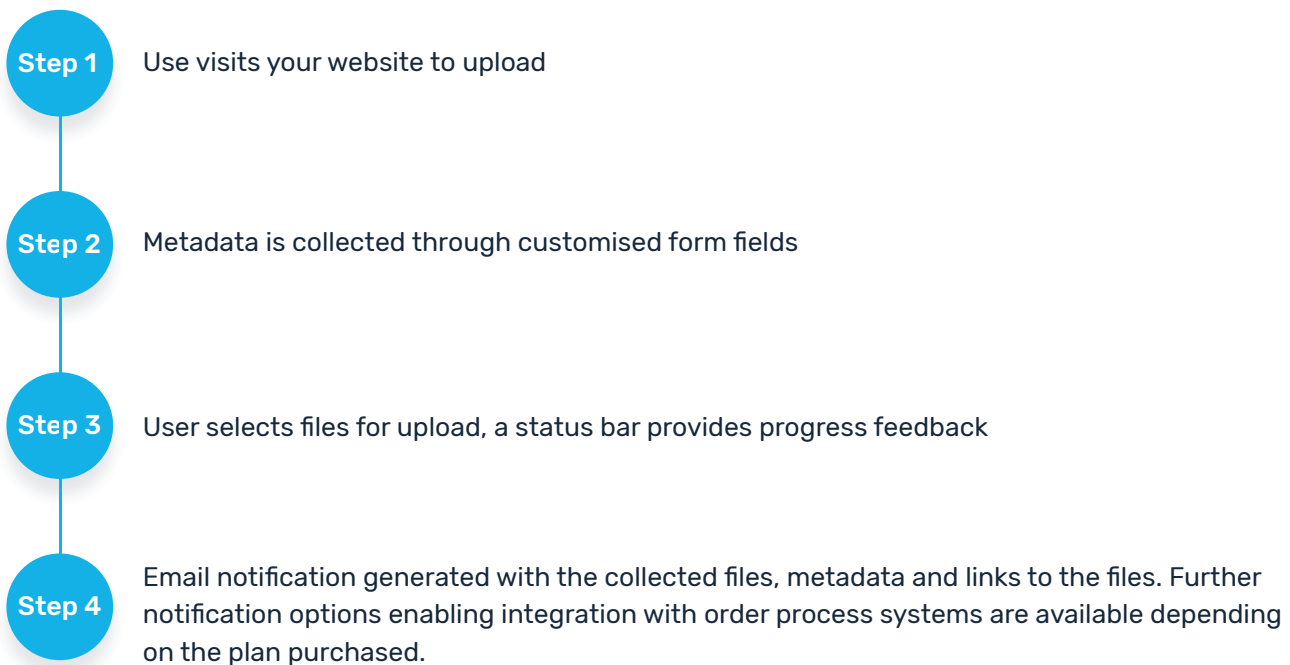 Step 1
Use visits your website to upload
Step 2
Metadata is collected through customised form fields
Step 3
User selects files for upload, a status bar provides progress feedback
Step 4
Email notification generated with the collected files, metadata and links to the files. Further
notification options enabling integration with order process systems are available depending
on the plan purchased.